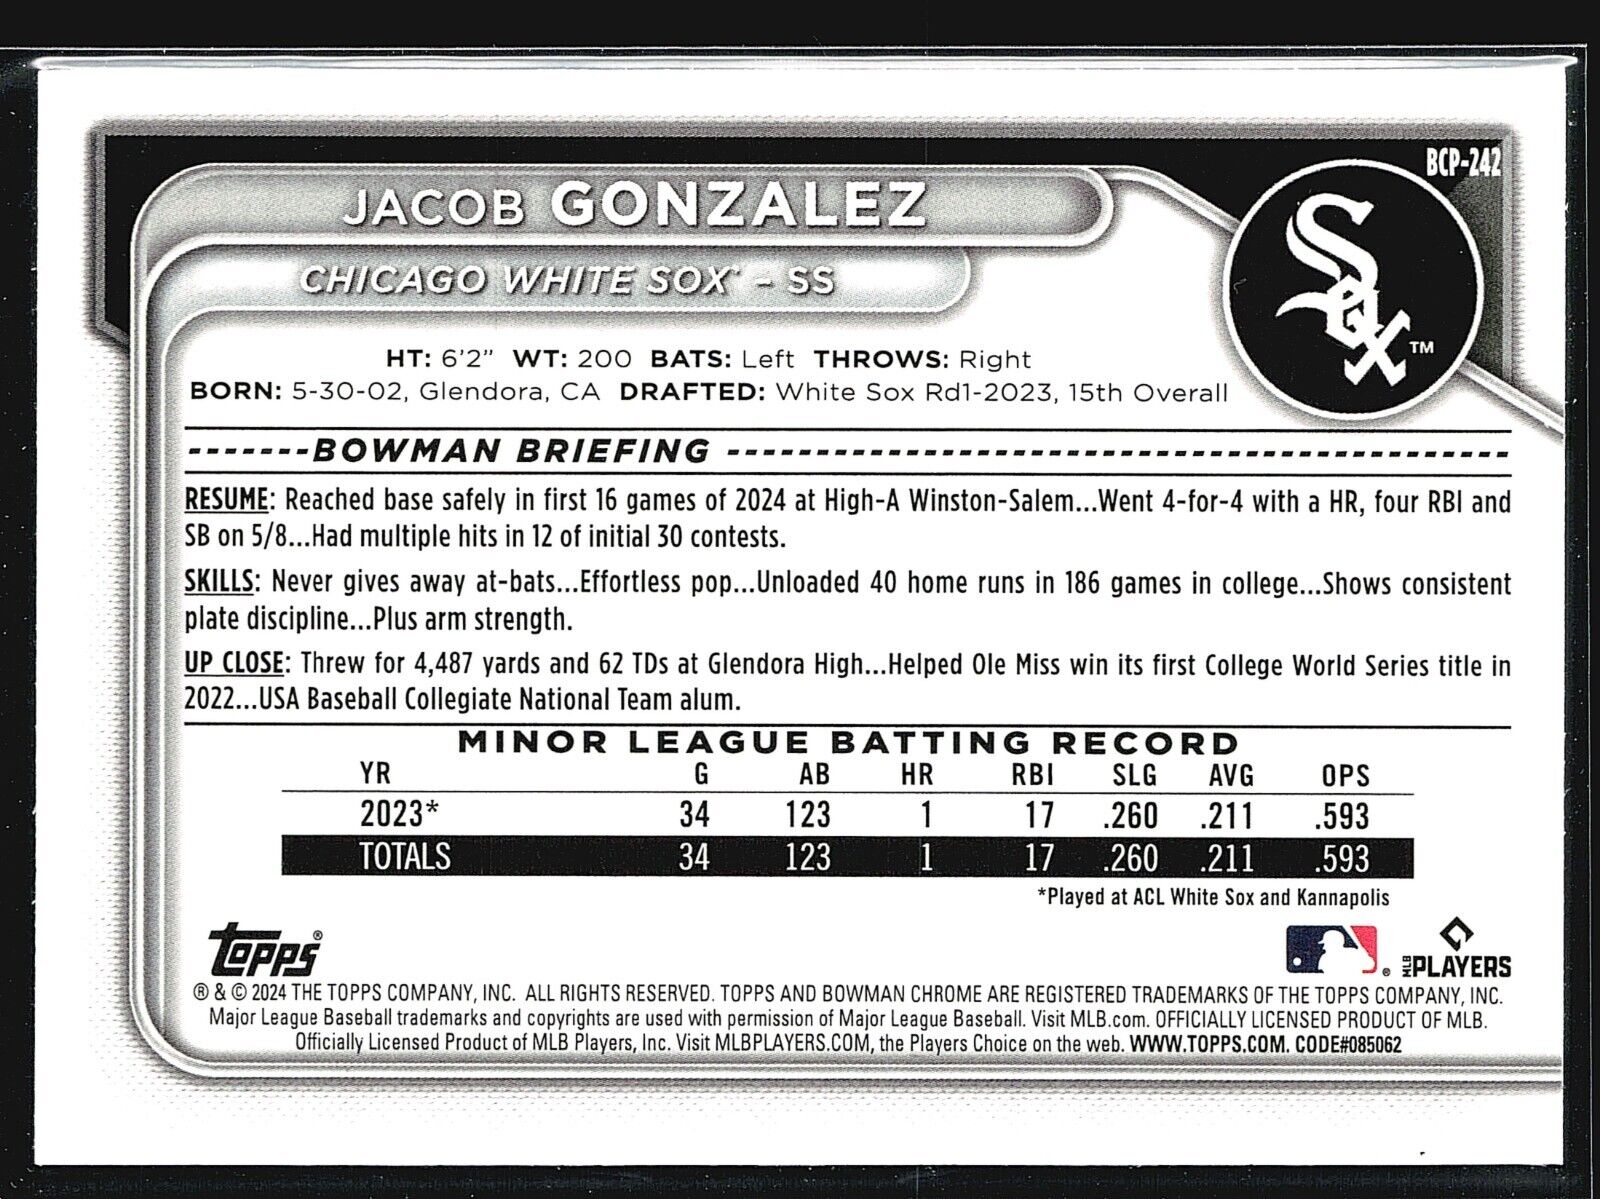 BCP-242
JACOB GONZALEZ
CHICAGO WHITE SOX - SS
Sox ™
HT: 6'2" WT: 200 BATS: Left THROWS: Right
BORN: 5-30-02, Glendora, CA DRAFTED: White Sox Rd1-2023, 15th Overall
-------BOWMAN BRIEFING ----------------------------------------
RESUME: Reached base safely in first 16 games of 2024 at High-A Winston-Salem...Went 4-for-4 with a HR, four RBI and
SB on 5/8...Had multiple hits in 12 of initial 30 contests.
SKILLS: Never gives away at-bats...Effortless pop...Unloaded 40 home runs in 186 games in college...Shows consistent
plate discipline...Plus arm strength.
UP CLOSE: Threw for 4,487 yards and 62 TDs at Glendora High...Helped Ole Miss win its first College World Series title in
2022...USA Baseball Collegiate National Team alum.
MINOR LEAGUE BATTING RECORD
YR G AB HR RBI SLG AVG OPS
2023* 34 123 1 17 .260 .211 .593
TOTALS 34 123 1 17 .260 .211 .593
*Played at ACL White Sox and Kannapolis
Topps® ® MLB PLAYERS
® & © 2024 THE TOPPS COMPANY, INC. ALL RIGHTS RESERVED. TOPPS AND BOWMAN CHROME ARE REGISTERED TRADEMARKS OF THE TOPPS COMPANY, INC.
Major League Baseball trademarks and copyrights are used with permission of Major League Baseball. Visit MLB.com. OFFICIALLY LICENSED PRODUCT OF MLB.
Officially Licensed Product of MLB Players, Inc. Visit MLBPLAYERS.COM, the Players Choice on the web. WWW.TOPPS.COM. CODE#085062